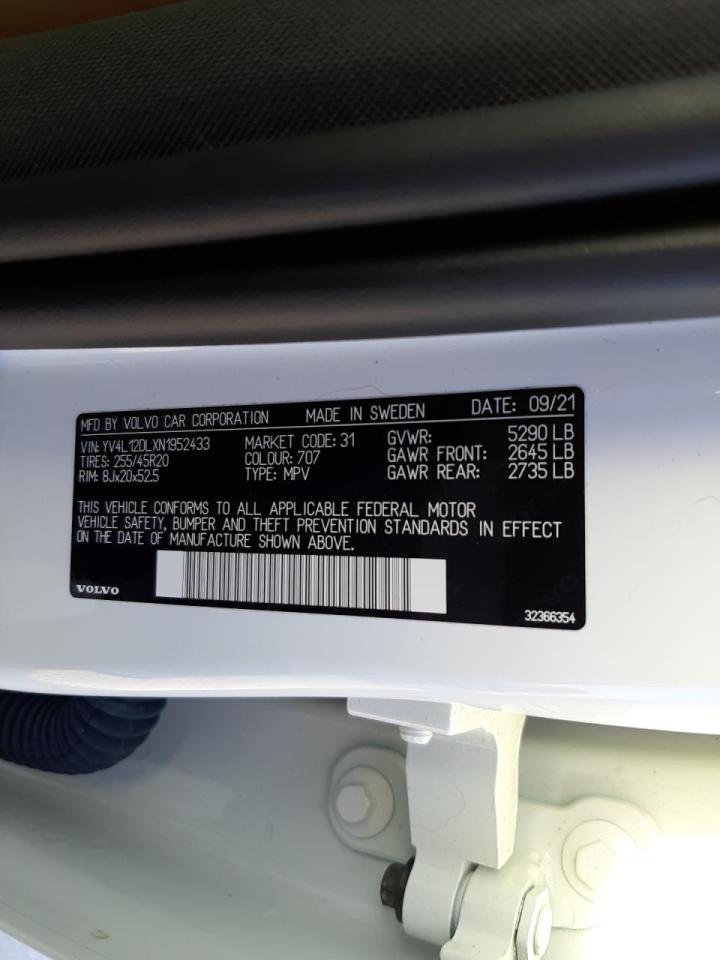 MFD BY VOLVO CAR CORPORATION MADE IN SWEDEN DATE: 09/21
VIN: YV4L12DLXN1952433 MARKET CODE: 31 GVWR: 5290 LB
TIRES: 255/45R20 COLOUR: 707 GAWR FRONT: 2645 LB
RIM: 8Jx20x52.5 TYPE: MPV GAWR REAR: 2735 LB
THIS VEHICLE CONFORMS TO ALL APPLICABLE FEDERAL MOTOR
VEHICLE SAFETY, BUMPER AND THEFT PREVENTION STANDARDS IN EFFECT
ON THE DATE OF MANUFACTURE SHOWN ABOVE.
VOLVO
32366354